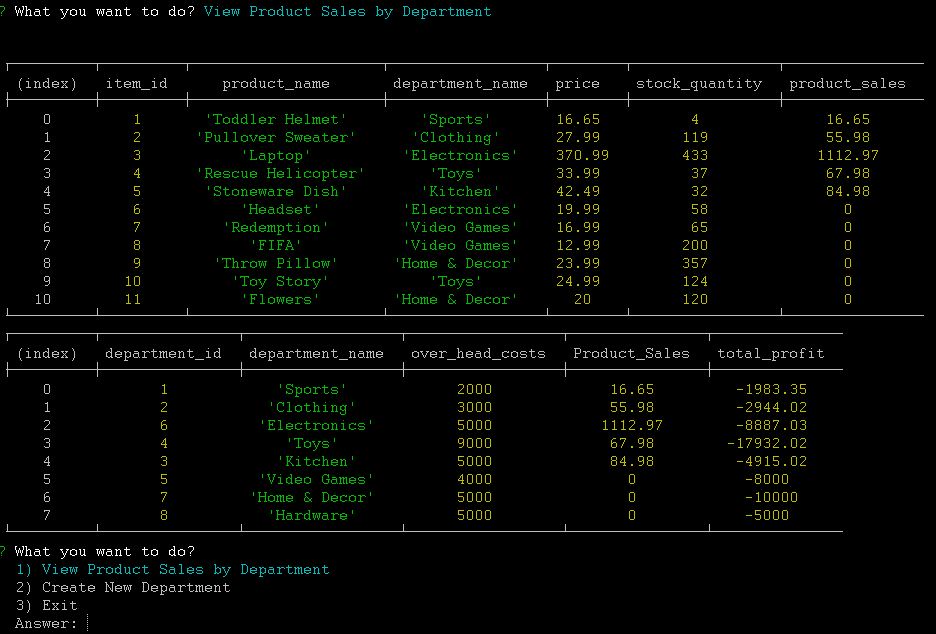 ? What you want to do? View Product Sales by Department
(index) item_id product_name department_name price stock_quantity product_sales
0 1 'Toddler Helmet' 'Sports' 16.65 4 16.65
1 2 'Pullover Sweater' 'Clothing' 27.99 119 55.98
2 3 'Laptop' 'Electronics' 370.99 433 1112.97
3 4 'Rescue Helicopter' 'Toys' 33.99 37 67.98
4 5 'Stoneware Dish' 'Kitchen' 42.49 32 84.98
5 6 'Headset' 'Electronics' 19.99 58 0
6 7 'Redemption' 'Video Games' 16.99 65 0
7 8 'FIFA' 'Video Games' 12.99 200 0
8 9 'Throw Pillow' 'Home & Decor' 23.99 357 0
9 10 'Toy Story' 'Toys' 24.99 124 0
10 11 'Flowers' 'Home & Decor' 20 120 0
(index) department_id department_name over_head_costs Product_Sales total_profit
0 1 'Sports' 2000 16.65 -1983.35
1 2 'Clothing' 3000 55.98 -2944.02
2 6 'Electronics' 5000 1112.97 -8887.03
3 4 'Toys' 9000 67.98 -17932.02
4 3 'Kitchen' 5000 84.98 -4915.02
5 5 'Video Games' 4000 0 -8000
6 7 'Home & Decor' 5000 0 -10000
7 8 'Hardware' 5000 0 -5000
? What you want to do?
1) View Product Sales by Department
2) Create New Department
3) Exit
Answer: